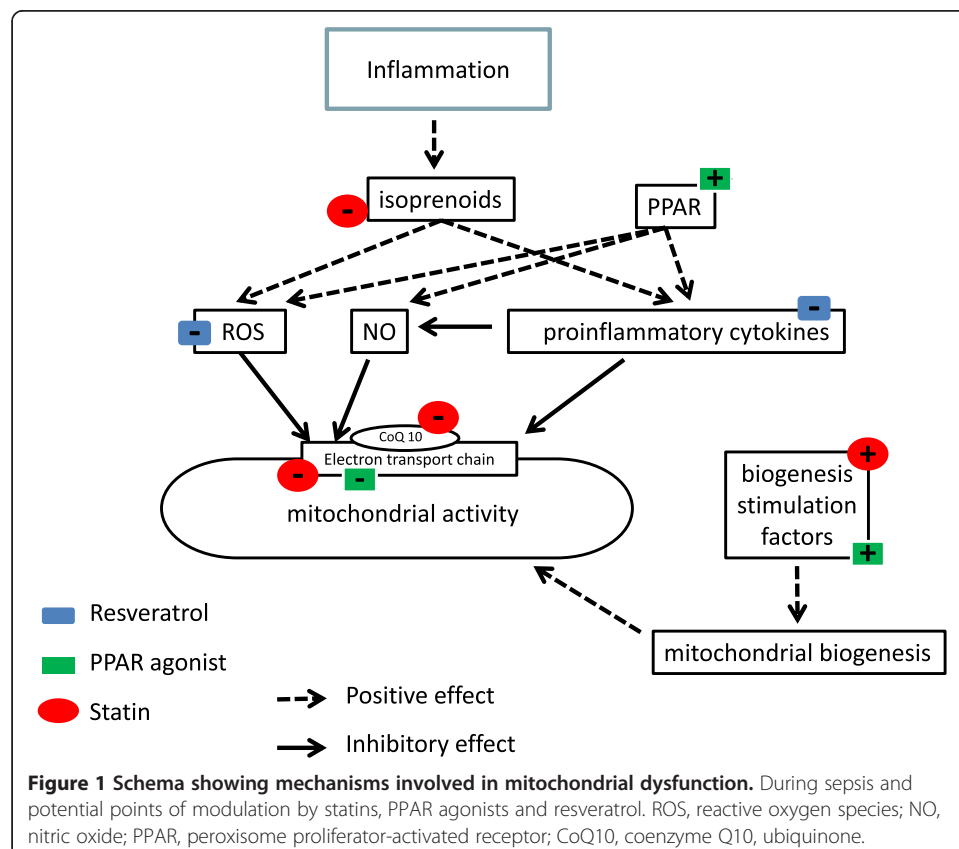 Inflammation
isoprenoids
-
PPAR
+
-
ROS
NO
proinflammatory cytokines
-
CoQ 10
-
Electron transport chain
-
-
mitochondrial activity
biogenesis
stimulation
factors
+
+
mitochondrial biogenesis
Resveratrol
PPAR agonist
Statin
Positive effect
Inhibitory effect
Figure 1 Schema showing mechanisms involved in mitochondrial dysfunction. During sepsis and
potential points of modulation by statins, PPAR agonists and resveratrol. ROS, reactive oxygen species; NO,
nitric oxide; PPAR, peroxisome proliferator-activated receptor; CoQ10, coenzyme Q10, ubiquinone.